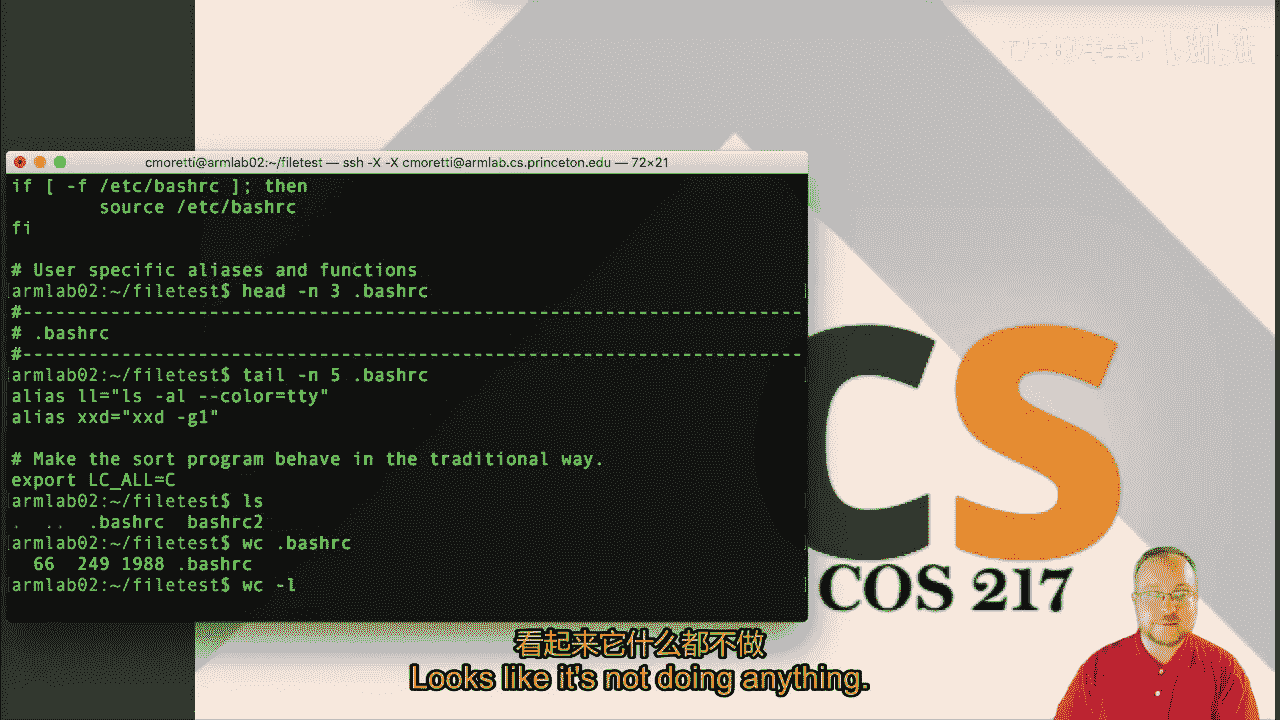 cmoretti@armlab02:~/filetest — ssh -X -X cmoretti@armlab.cs.princeton.edu — 72×21
if [ -f /etc/bashrc ]; then
source /etc/bashrc
fi
# User specific aliases and functions
armlab02:~/filetest$ head -n 3 .bashrc
#--------------------------------------------------------------------------
# .bashrc
#--------------------------------------------------------------------------
armlab02:~/filetest$ tail -n 5 .bashrc
alias ll="ls -al --color=tty"
alias xxd="xxd -g1"
# Make the sort program behave in the traditional way.
export LC_ALL=C
armlab02:~/filetest$ ls
. .. .bashrc bashrc2
armlab02:~/filetest$ wc .bashrc
66 249 1988 .bashrc
armlab02:~/filetest$ wc -l
CS
COS 217
看起来它什么都不做
Looks like it's not doing anything.